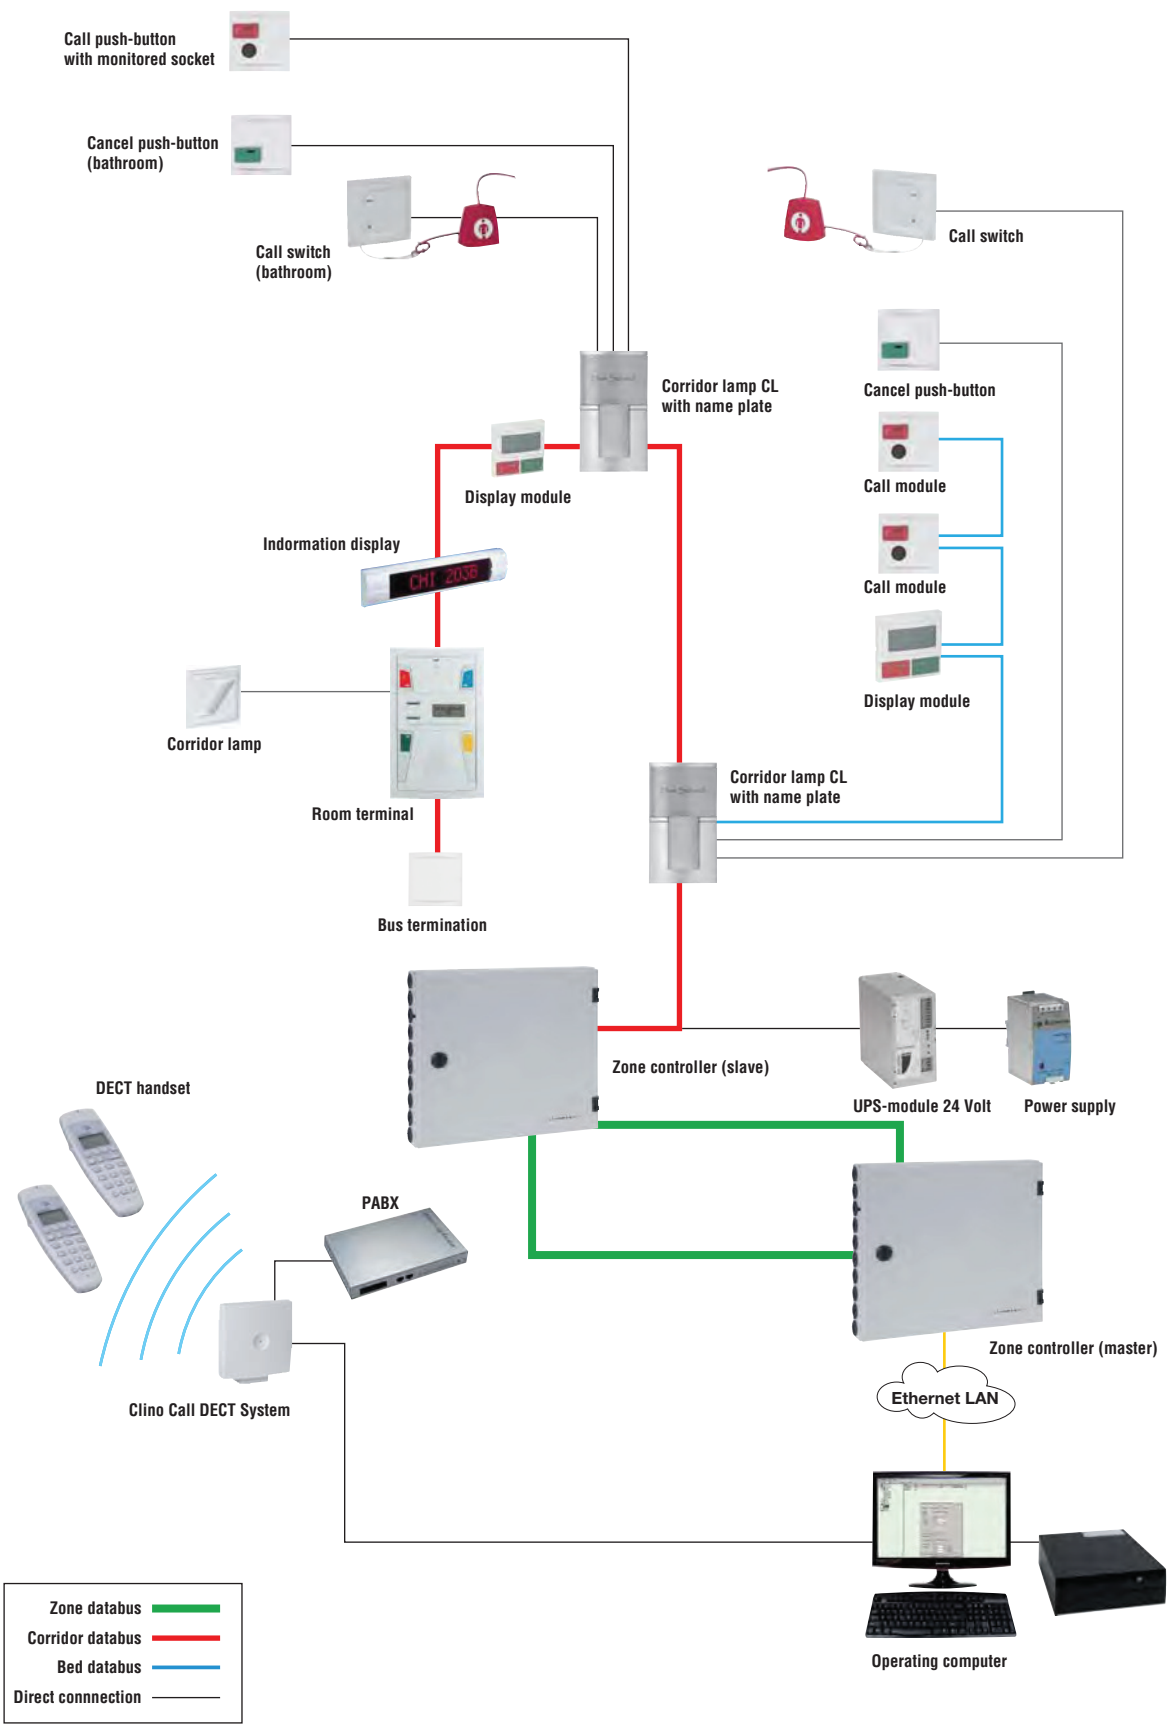 Call push-button
with monitored socket
Cancel push-button
(bathroom)
Call switch
(bathroom)
Call switch
Cancel push-button
Corridor lamp CL
with name plate
Call module
Display module
Indormation display
CHI 203B
Call module
Display module
Corridor lamp
Room terminal
Corridor lamp CL
with name plate
Bus termination
Zone controller (slave)
UPS-module 24 Volt
Power supply
DECT handset
PABX
Zone controller (master)
Ethernet LAN
Clino Call DECT System
Operating computer
Zone databus
Corridor databus
Bed databus
Direct connnection